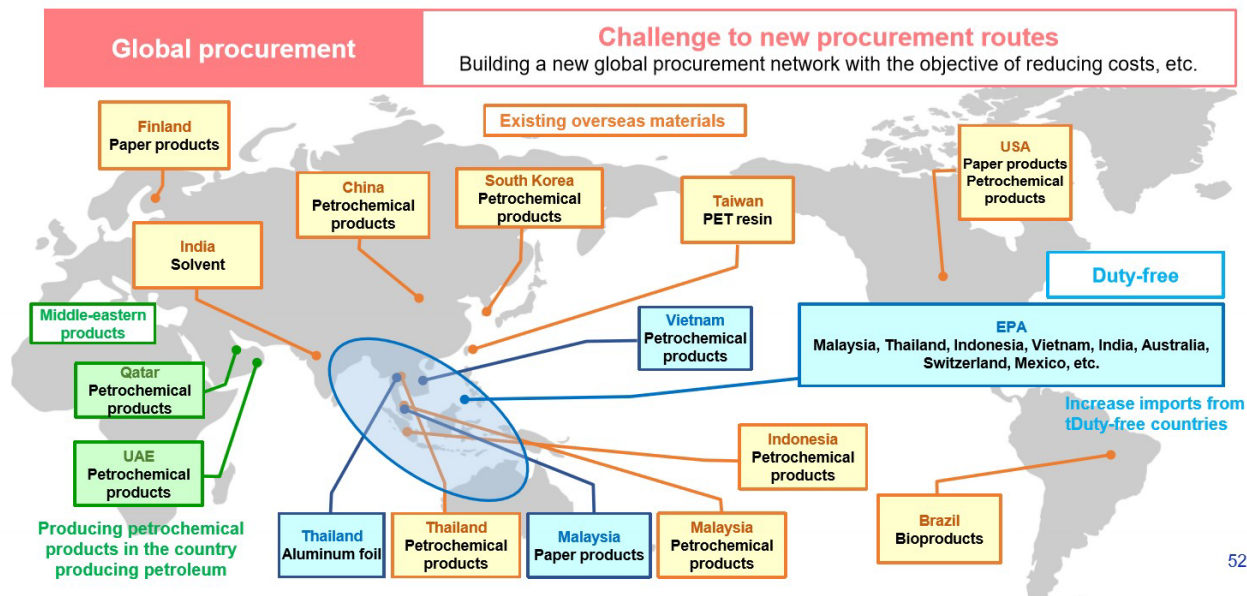 Global procurement
Challenge to new procurement routes
Building a new global procurement network with the objective of reducing costs, etc.
Existing overseas materials
Finland
Paper products
China
Petrochemical
products
South Korea
Petrochemical
products
Taiwan
PET resin
USA
Paper products
Petrochemical
products
India
Solvent
Duty-free
Middle-eastern
products
Vietnam
Petrochemical
products
EPA
Malaysia, Thailand, Indonesia, Vietnam, India, Australia,
Switzerland, Mexico, etc.
Qatar
Petrochemical
products
Increase imports from
tDuty-free countries
UAE
Petrochemical
products
Indonesia
Petrochemical
products
Producing petrochemical
products in the country
producing petroleum
Thailand
Aluminum foil
Thailand
Petrochemical
products
Malaysia
Paper products
Malaysia
Petrochemical
products
Brazil
Bioproducts
52